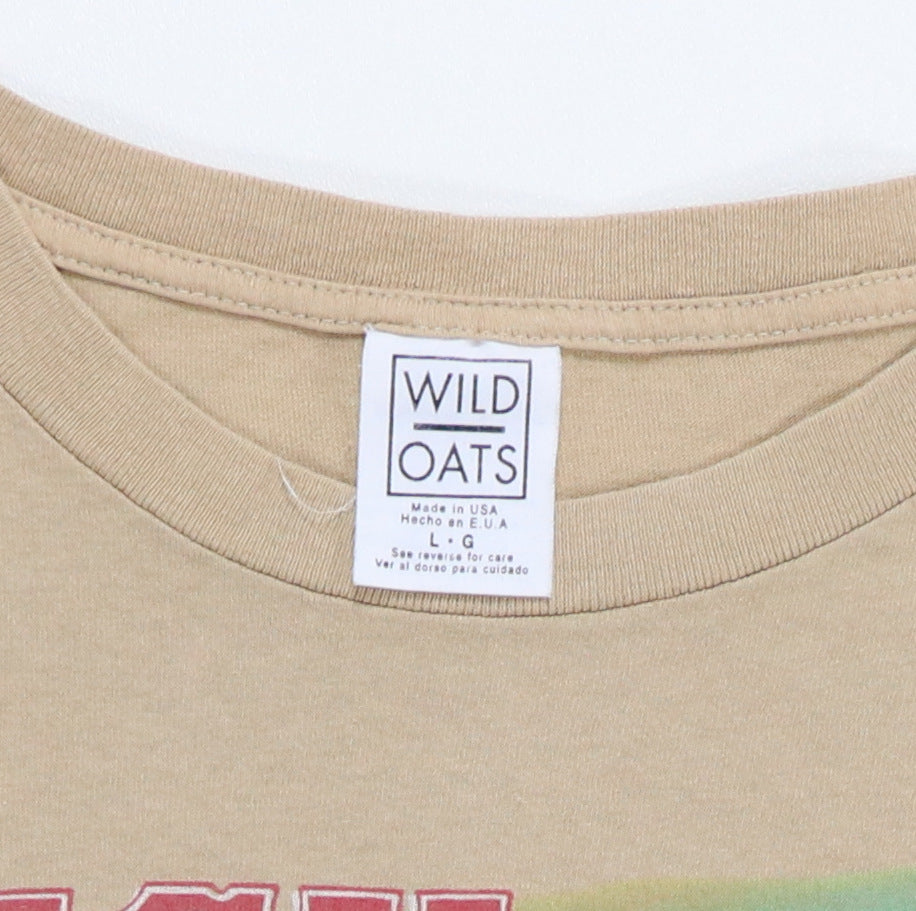 WILD
OATS
Made in USA
Hecho en E.U.A
L · G
See reverse for care
Ver al dorso para cuidado